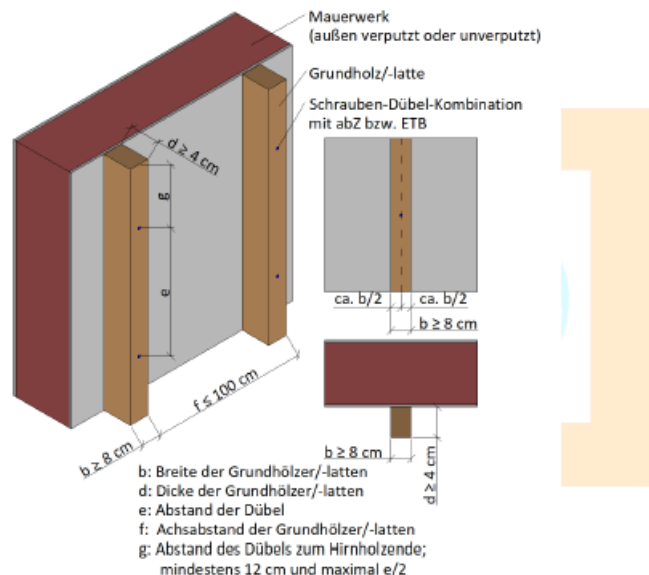 Mauerwerk
(außen verputzt oder unverputzt)
Grundholz/-latte
Schrauben-Dübel-Kombination
mit abZ bzw. ETB
d ≥ 4 cm
g
e
f ≤ 100 cm
b ≥ 8 cm
ca. b/2
ca. b/2
b ≥ 8 cm
b ≥ 8 cm
d ≥ 4 cm
b: Breite der Grundhölzer/-latten
d: Dicke der Grundhölzer/-latten
e: Abstand der Dübel
f: Achsabstand der Grundhölzer/-latten
g: Abstand des Dübels zum Hirnholzende;
mindestens 12 cm und maximal e/2